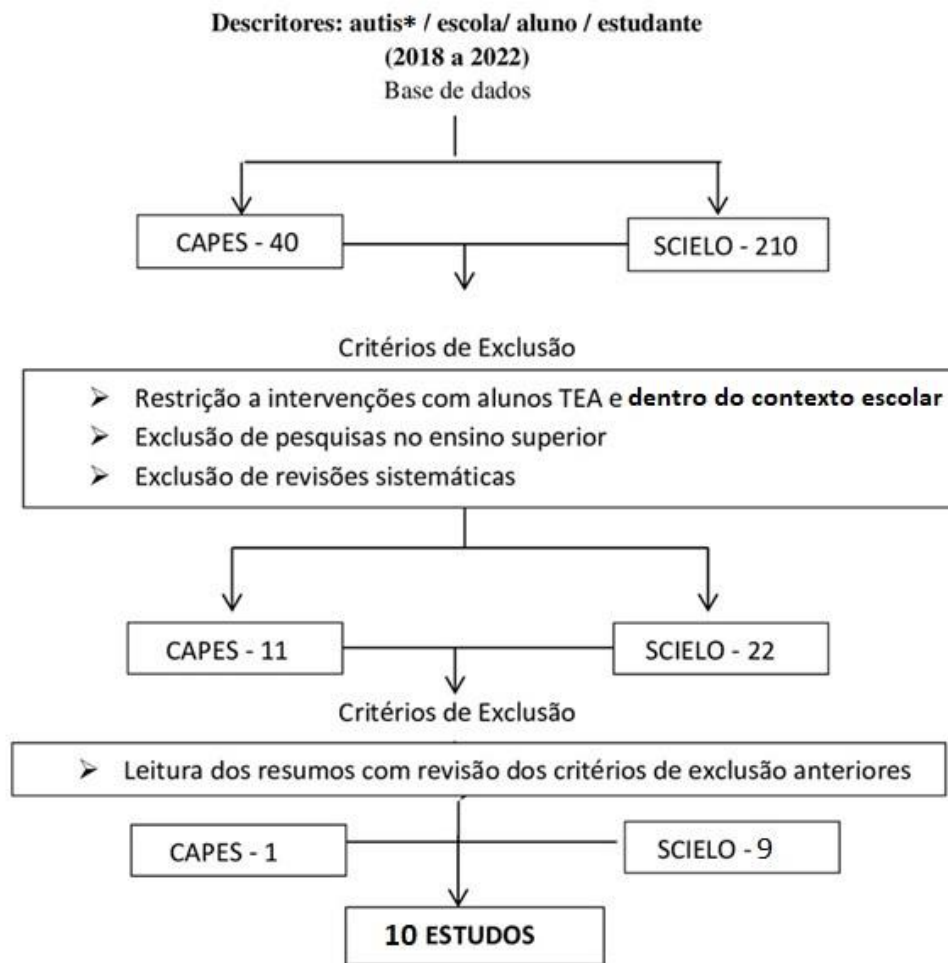 Descritores: autis* / escola/ aluno / estudante
(2018 a 2022)
Base de dados
CAPES - 40
SCIELO - 210
Critérios de Exclusão
➢ Restrição a intervenções com alunos TEA e dentro do contexto escolar
➢ Exclusão de pesquisas no ensino superior
➢ Exclusão de revisões sistemáticas
CAPES - 11
SCIELO - 22
Critérios de Exclusão
➢ Leitura dos resumos com revisão dos critérios de exclusão anteriores
CAPES - 1
SCIELO - 9
10 ESTUDOS